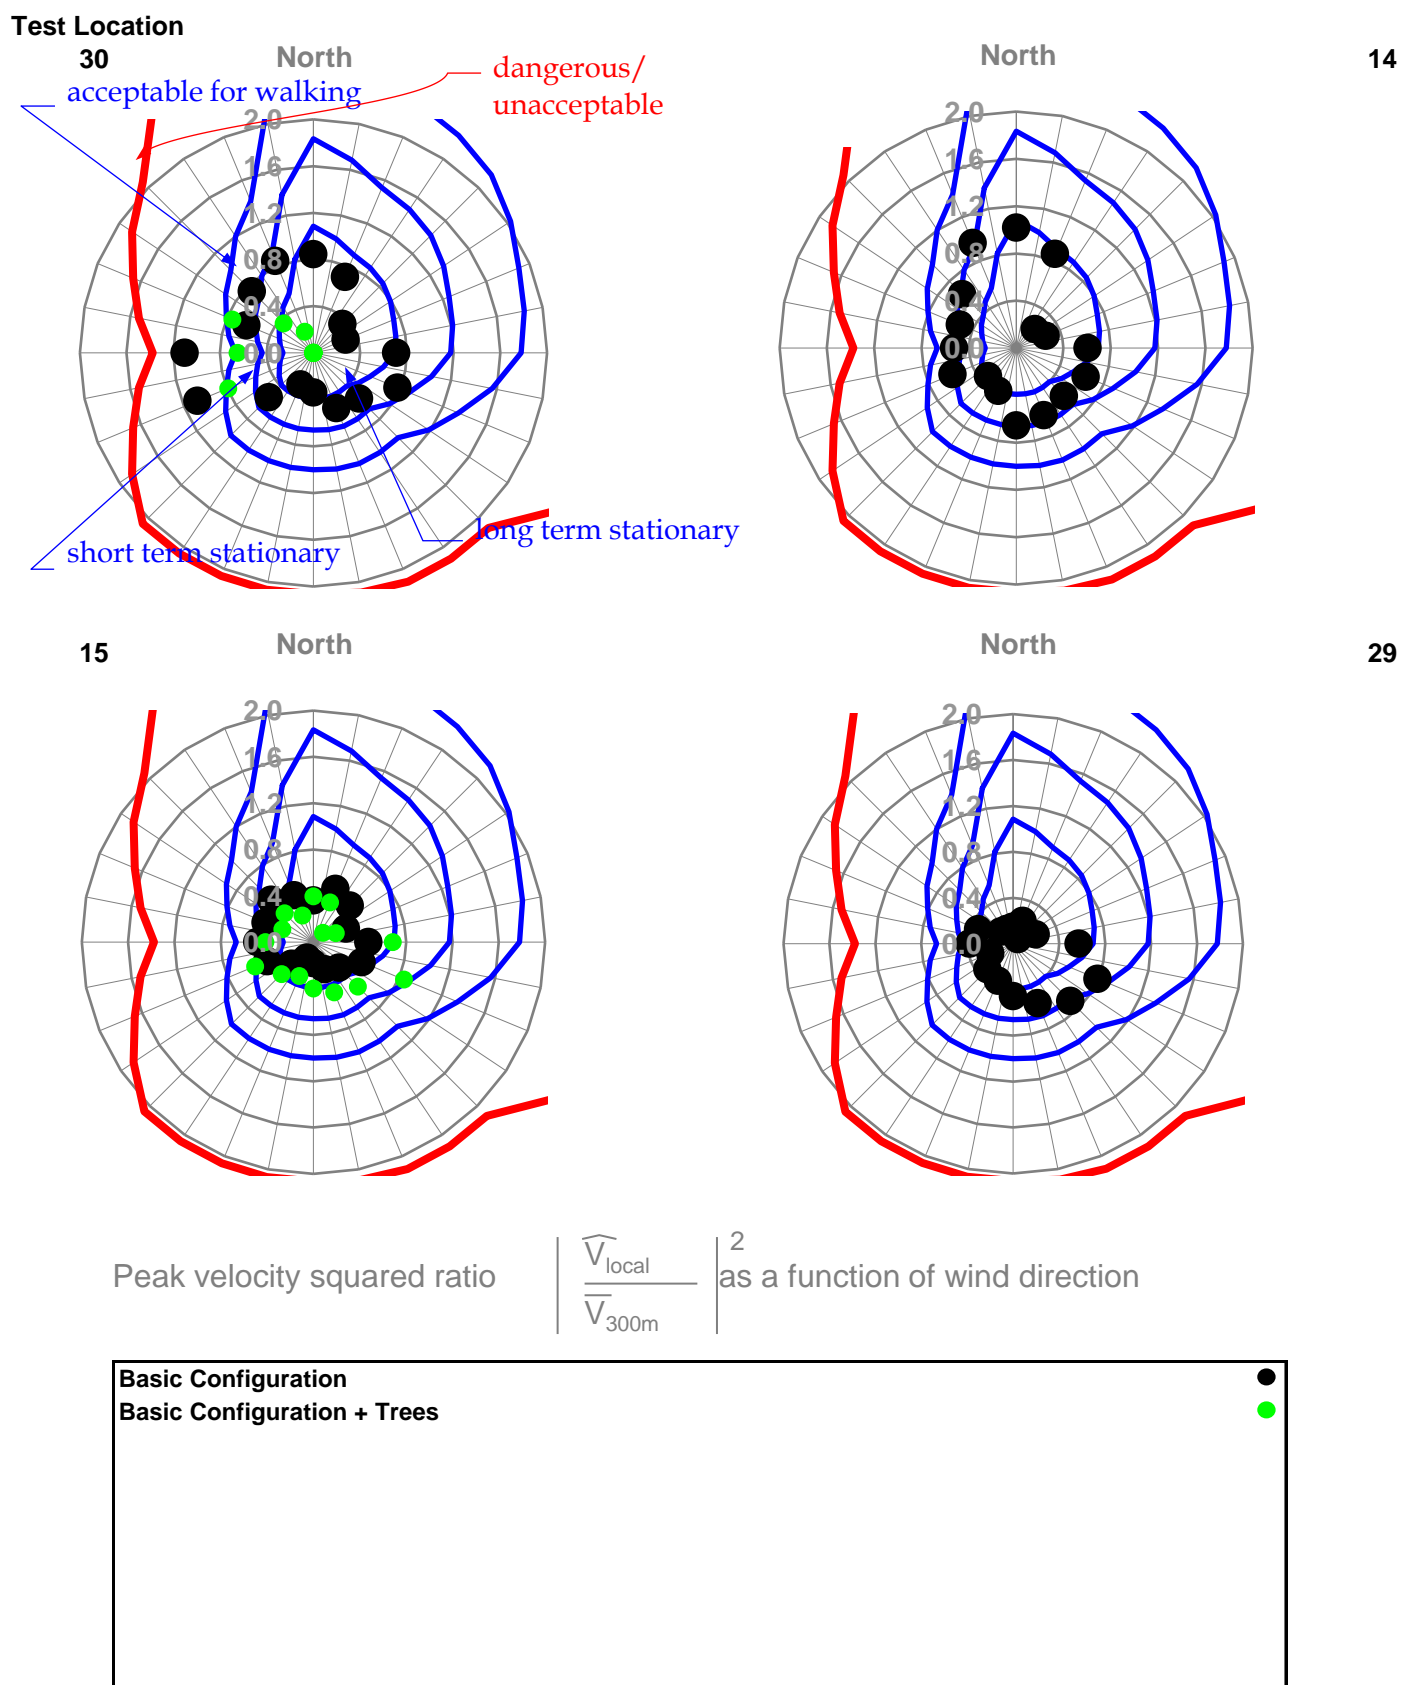 Test Location
30
North
North
14
dangerous/
unacceptable
acceptable for walking
2.0
1.6
1.2
0.8
0.4
0.0
2.0
1.6
1.2
0.8
0.4
0.0
long term stationary
short term stationary
15
North
North
29
2.0
1.6
1.2
0.8
0.4
0.0
2.0
1.6
1.2
0.8
0.4
0.0
Peak velocity squared ratio | V̂local / V̅300m |² as a function of wind direction
Basic Configuration
Basic Configuration + Trees